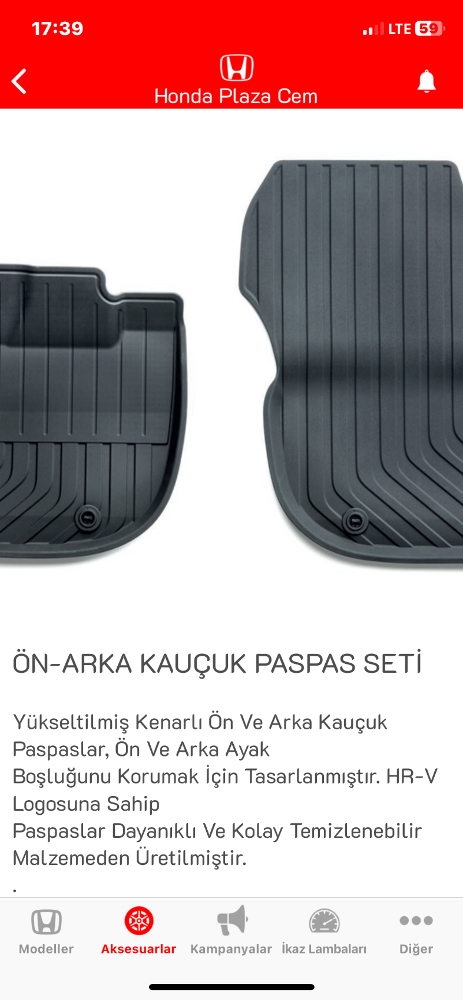 17:39
LTE 59
Honda Plaza Cem
ÖN-ARKA KAUÇUK PASPAS SETİ
Yükseltilmiş Kenarlı Ön Ve Arka Kauçuk
Paspaslar, Ön Ve Arka Ayak
Boşluğunu Korumak İçin Tasarlanmıştır. HR-V
Logosuna Sahip
Paspaslar Dayanıklı Ve Kolay Temizlenebilir
Malzemeden Üretilmiştir.
.
Modeller
Aksesuarlar
Kampanyalar
İkaz Lambaları
Diğer